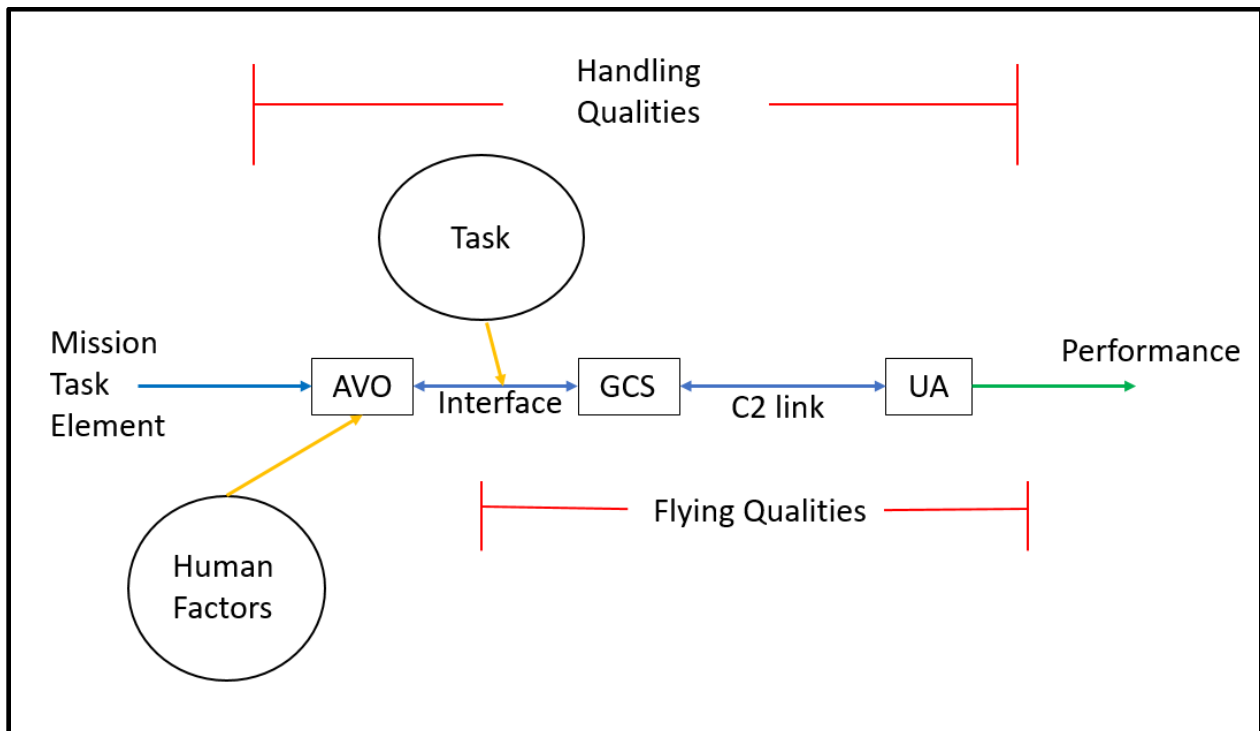 Handling
Qualities
Task
Mission
Task
Element
AVO
Interface
GCS
C2 link
UA
Performance
Flying Qualities
Human
Factors